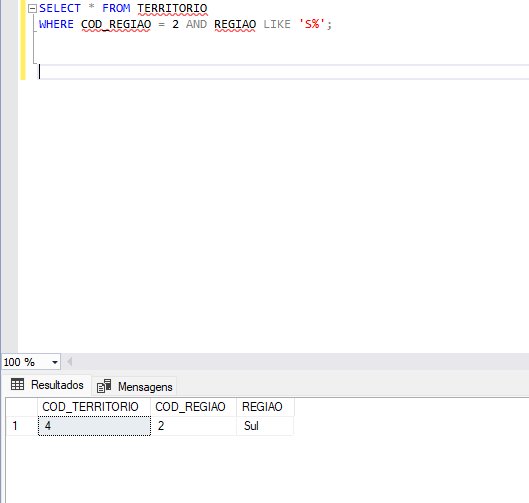 SELECT * FROM TERRITORIO
WHERE COD_REGIAO = 2 AND REGIAO LIKE 'S%';
100 %
Resultados Mensagens
COD_TERRITORIO COD_REGIAO REGIAO
1 4 2 Sul